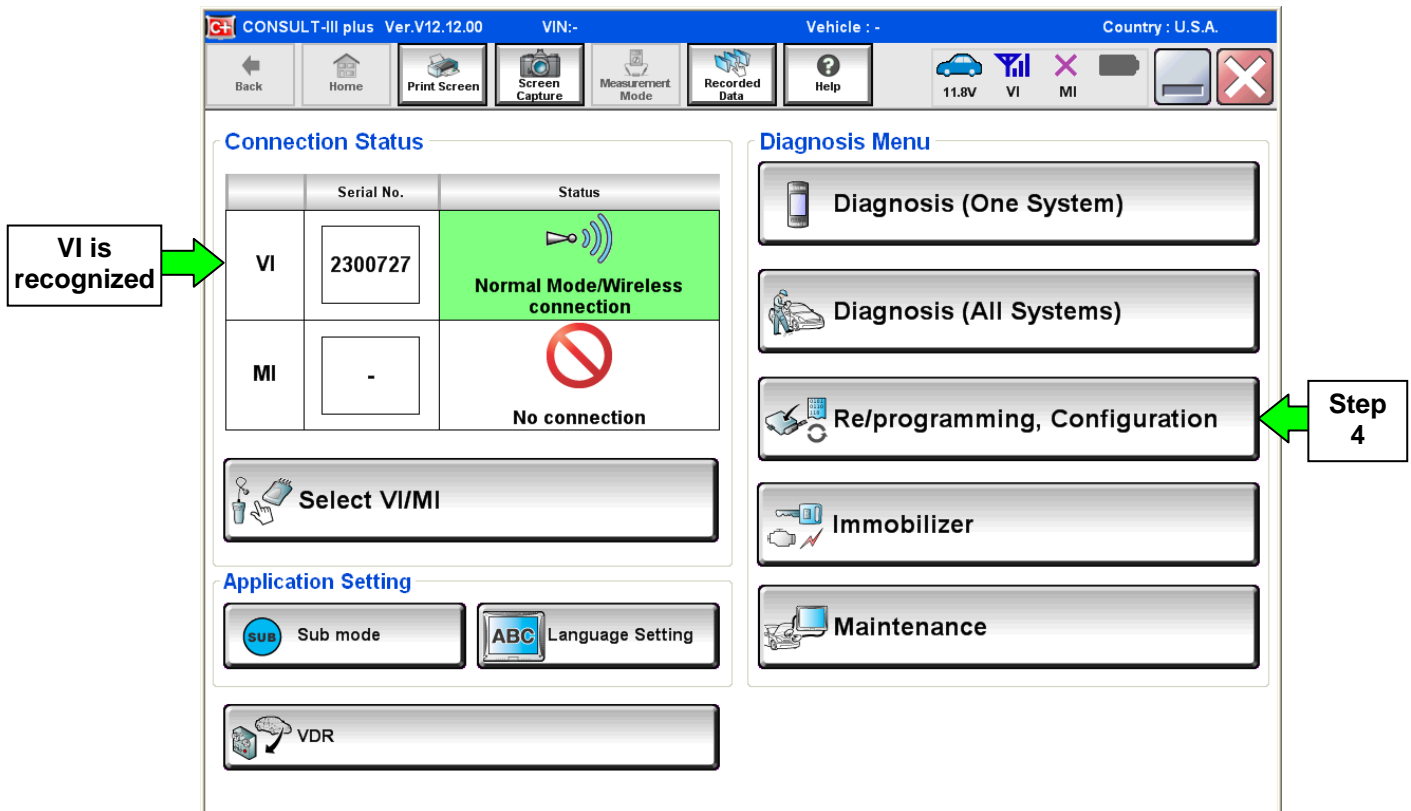 CONSULT-III plus Ver.V12.12.00 VIN:- Vehicle : - Country : U.S.A.
Back
Home
Print Screen
Screen
Capture
Measurement
Mode
Recorded
Data
Help
11.8V
VI
MI
Connection Status
Serial No.
Status
VI
2300727
Normal Mode/Wireless
connection
MI
-
No connection
Select VI/MI
Application Setting
SUB
Sub mode
ABC
Language Setting
VDR
Diagnosis Menu
Diagnosis (One System)
Diagnosis (All Systems)
Re/programming, Configuration
Immobilizer
Maintenance
VI is
recognized
Step
4